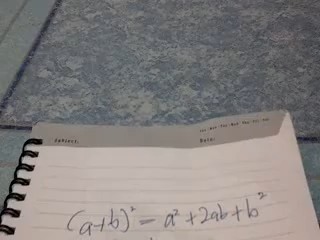 SUBJECT:
DATE:
(a+b)² = a² + 2ab + b²